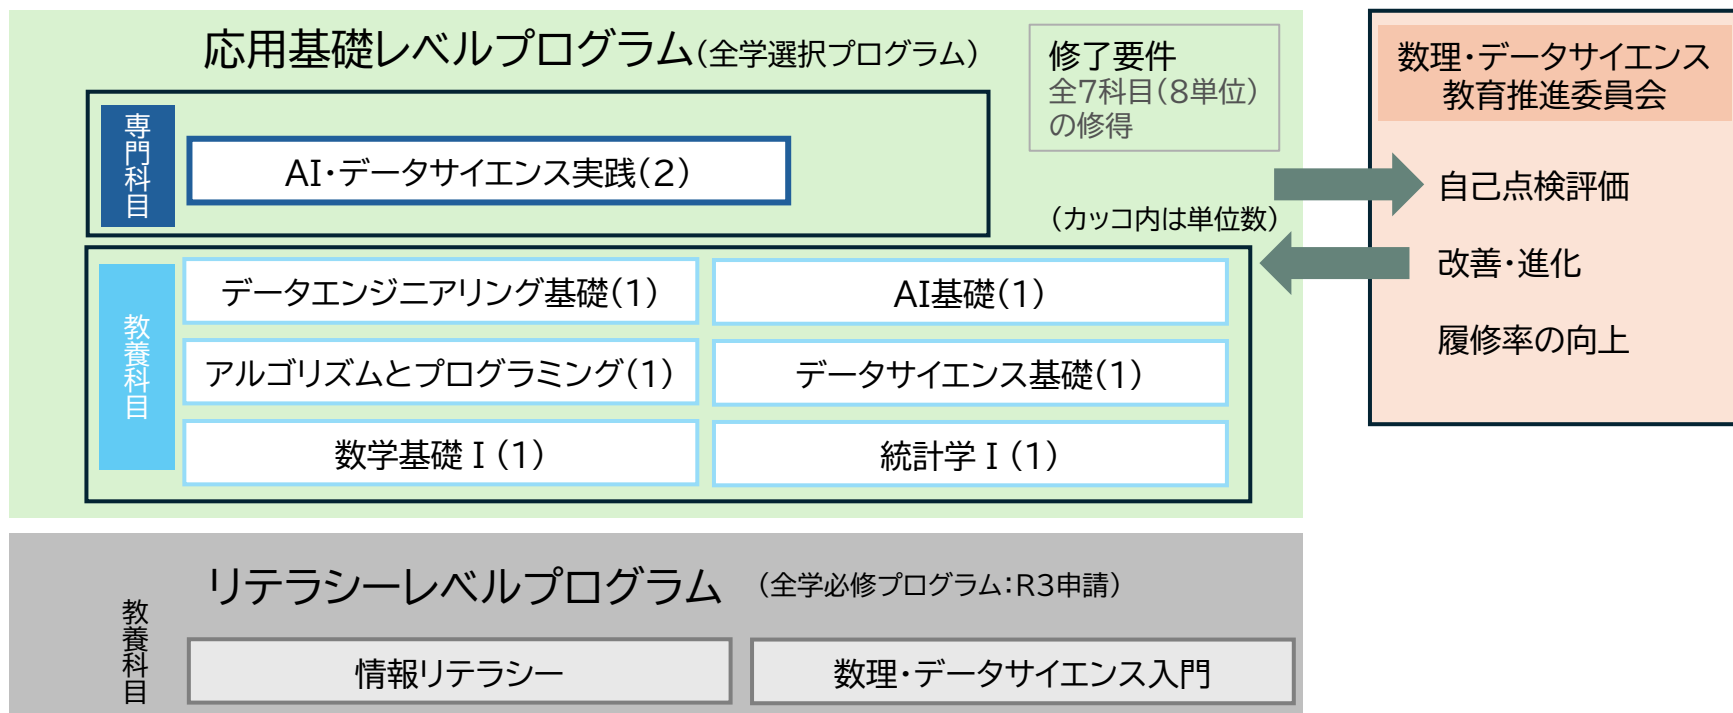 応用基礎レベルプログラム(全学選択プログラム)
修了要件
全7科目(8単位)
の修得
専門科目
AI・データサイエンス実践(2)
(カッコ内は単位数)
教養科目
データエンジニアリング基礎(1)
AI基礎(1)
アルゴリズムとプログラミング(1)
データサイエンス基礎(1)
数学基礎Ⅰ(1)
統計学Ⅰ(1)
数理・データサイエンス
教育推進委員会
自己点検評価
改善・進化
履修率の向上
リテラシーレベルプログラム (全学必修プログラム:R3申請)
教養科目
情報リテラシー
数理・データサイエンス入門